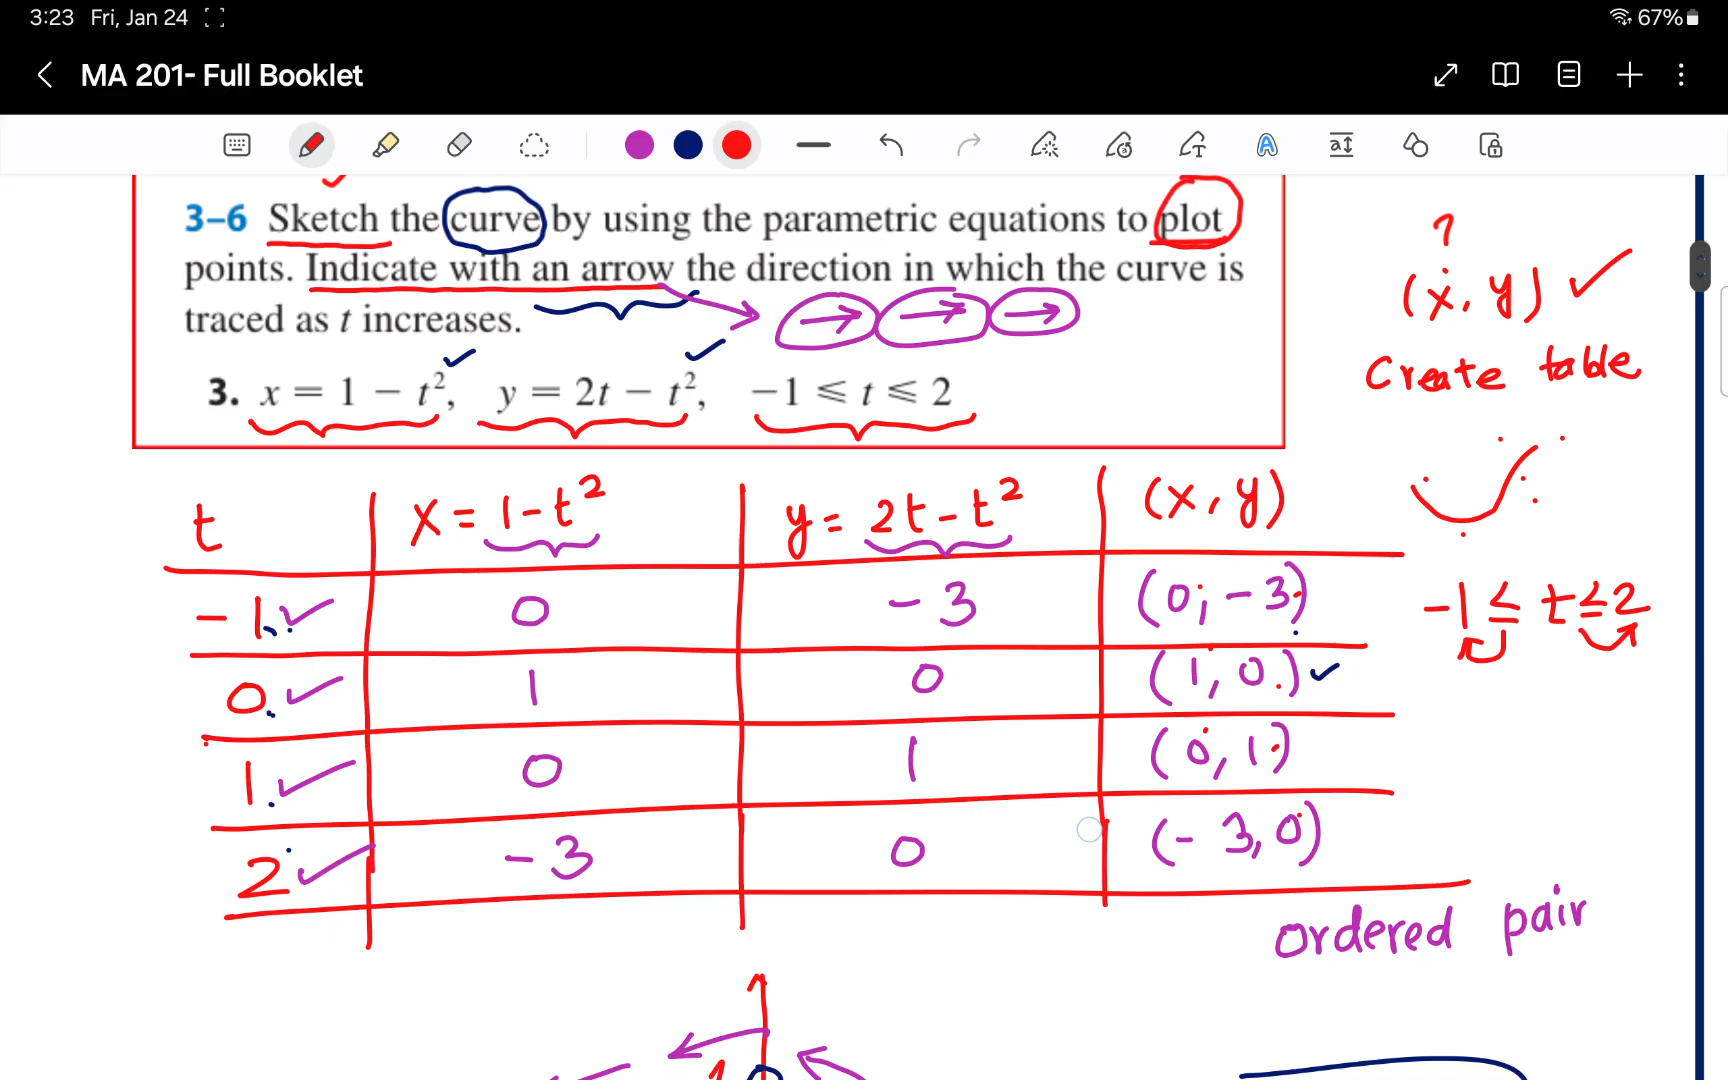 3:23 Fri, Jan 24 67%
MA 201- Full Booklet
3–6 Sketch the curve by using the parametric equations to plot
points. Indicate with an arrow the direction in which the curve is
traced as t increases.
3. x = 1 − t², y = 2t − t², −1 ⩽ t ⩽ 2
?
(x, y)
Create table
t x = 1-t² y = 2t-t² (x, y)
-1 0 -3 (0, -3)
0 1 0 (1, 0)
1 0 1 (0, 1)
2 -3 0 (-3, 0)
-1 ≤ t ≤ 2
ordered pair
1